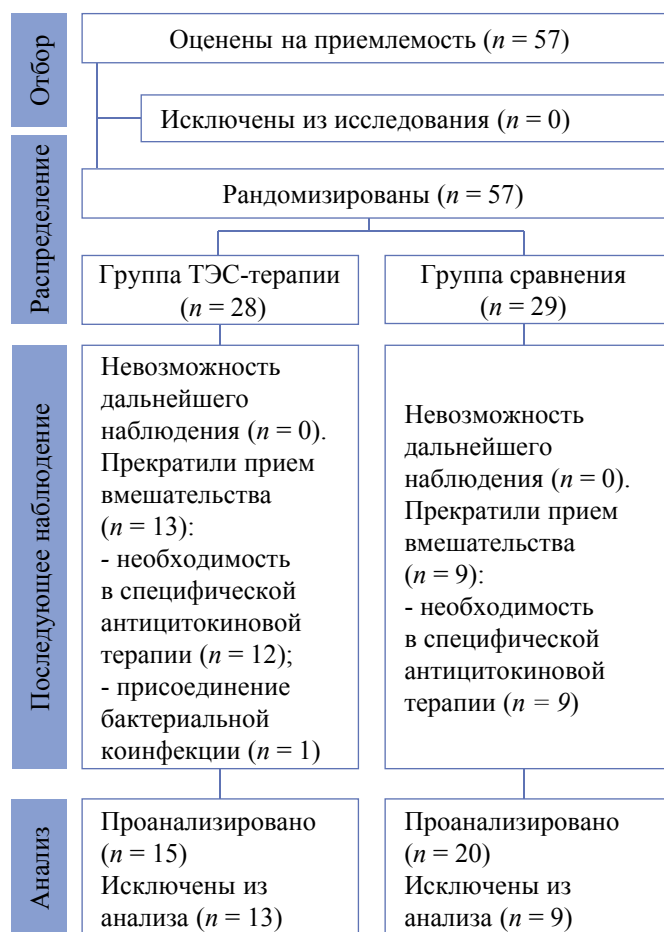 Отбор
Оценены на приемлемость (n = 57)
Исключены из исследования (n = 0)
Распределение
Рандомизированы (n = 57)
Группа ТЭС-терапии
(n = 28)
Группа сравнения
(n = 29)
Последующее наблюдение
Невозможность
дальнейшего
наблюдения (n = 0).
Прекратили прием
вмешательства
(n = 13):
- необходимость
в специфической
антицитокиновой
терапии (n = 12);
- присоединение
бактериальной
коинфекции (n = 1)
Невозможность
дальнейшего
наблюдения (n = 0).
Прекратили прием
вмешательства
(n = 9):
- необходимость
в специфической
антицитокиновой
терапии (n = 9)
Анализ
Проанализировано
(n = 15)
Исключены из
анализа (n = 13)
Проанализировано
(n = 20)
Исключены из
анализа (n = 9)